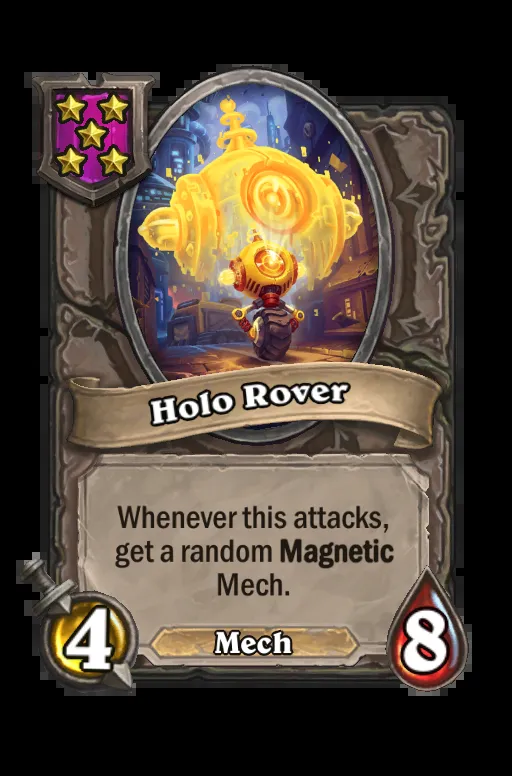 Holo Rover
Whenever this attacks,
get a random Magnetic
Mech.
4
Mech
8